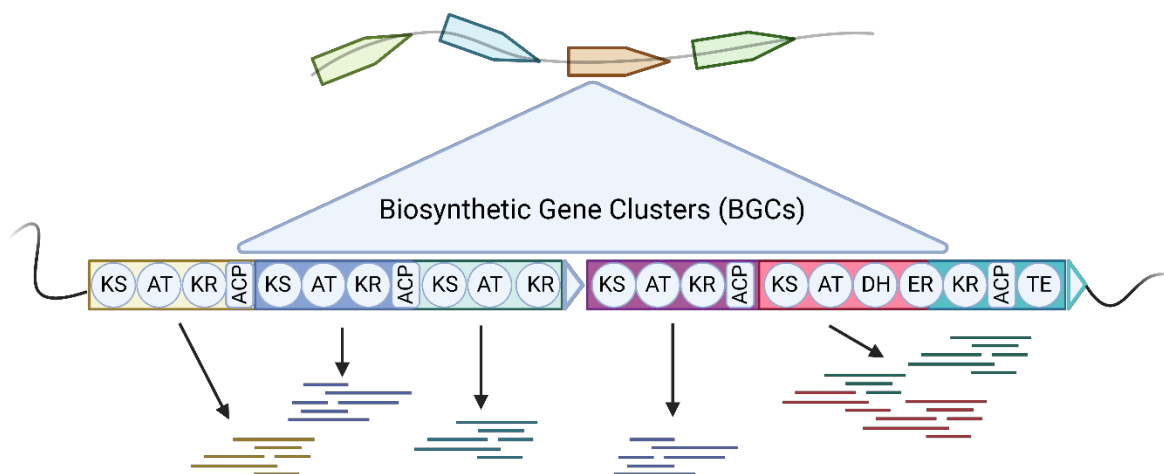 Biosynthetic Gene Clusters (BGCs)
KS AT KR ACP KS AT KR ACP KS AT KR KS AT KR ACP KS AT DH ER KR ACP TE